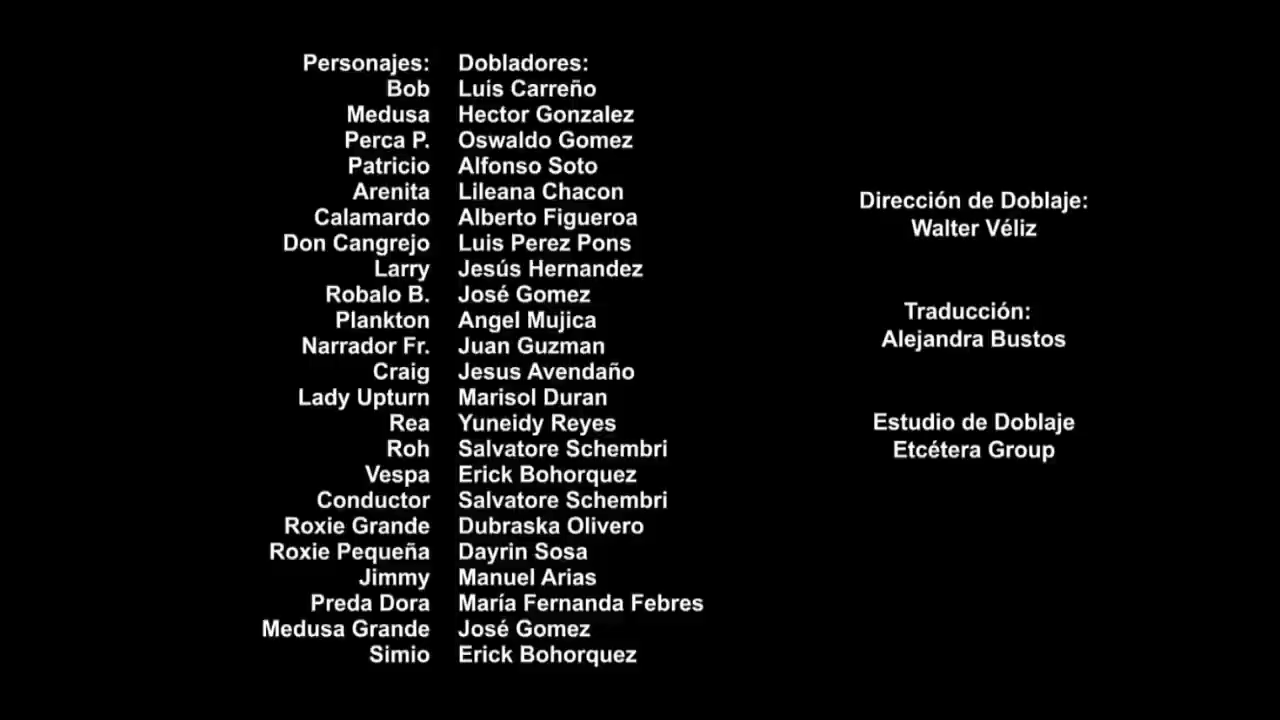 Personajes: Dobladores:
Bob Luis Carreño
Medusa Hector Gonzalez
Perca P. Oswaldo Gomez
Patricio Alfonso Soto
Arenita Lileana Chacon
Calamardo Alberto Figueroa
Don Cangrejo Luis Perez Pons
Larry Jesús Hernandez
Robalo B. José Gomez
Plankton Angel Mujica
Narrador Fr. Juan Guzman
Craig Jesus Avendaño
Lady Upturn Marisol Duran
Rea Yuneidy Reyes
Roh Salvatore Schembri
Vespa Erick Bohorquez
Conductor Salvatore Schembri
Roxie Grande Dubraska Olivero
Roxie Pequeña Dayrin Sosa
Jimmy Manuel Arias
Preda Dora María Fernanda Febres
Medusa Grande José Gomez
Simio Erick Bohorquez
Dirección de Doblaje:
Walter Véliz
Traducción:
Alejandra Bustos
Estudio de Doblaje
Etcétera Group